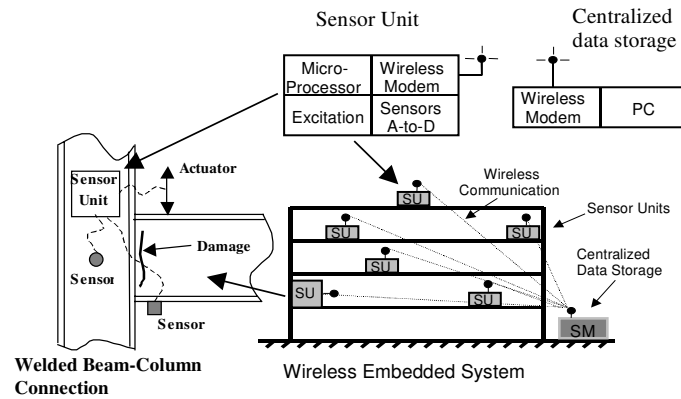 Sensor Unit
Centralized
data storage
Micro-
Processor
Wireless
Modem
Excitation
Sensors
A-to-D
Wireless
Modem
PC
Sensor
Unit
Actuator
Damage
Sensor
Sensor
Welded Beam-Column
Connection
Wireless
Communication
SU
SU
SU
SU
SU
SU
Sensor Units
Centralized
Data Storage
SM
Wireless Embedded System